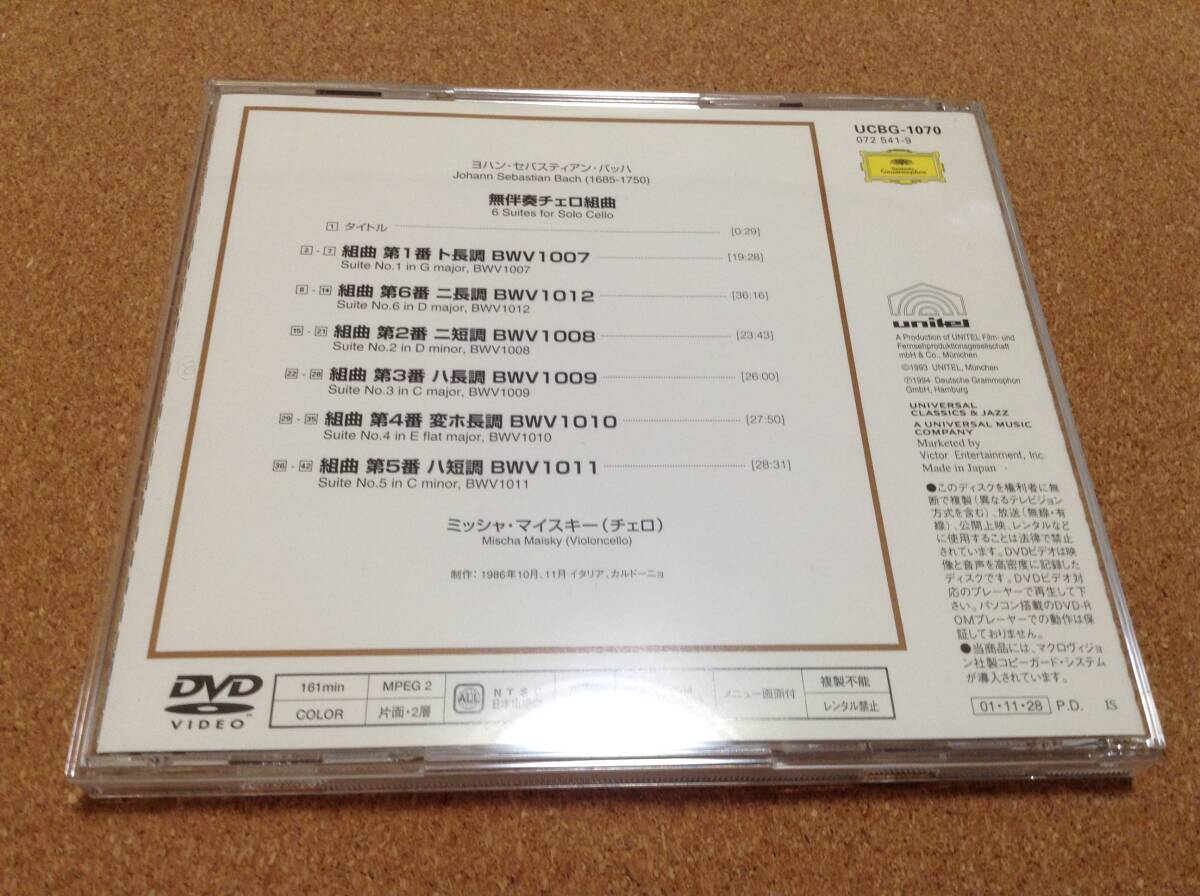 UCBG-1070
072 541-9
Deutsche
Grammophon
ヨハン・セバスティアン・バッハ
Johann Sebastian Bach (1685-1750)
無伴奏チェロ組曲
6 Suites for Solo Cello
1 タイトル [0:29]
2 - 7 組曲 第1番 ト長調 BWV1007 [19:28]
Suite No.1 in G major, BWV1007
8 - 14 組曲 第6番 ニ長調 BWV1012 [36:16]
Suite No.6 in D major, BWV1012
15 - 21 組曲 第2番 ニ短調 BWV1008 [23:43]
Suite No.2 in D minor, BWV1008
22 - 28 組曲 第3番 ハ長調 BWV1009 [26:00]
Suite No.3 in C major, BWV1009
29 - 35 組曲 第4番 変ホ長調 BWV1010 [27:50]
Suite No.4 in E flat major, BWV1010
36 - 42 組曲 第5番 ハ短調 BWV1011 [28:31]
Suite No.5 in C minor, BWV1011
ミッシャ・マイスキー(チェロ)
Mischa Maisky (Violoncello)
制作: 1986年10月、11月 イタリア、カルドーニョ
unitel
A Production of UNITEL Film- und
Fernsehproduktionsgesellschaft
mbH & Co., München
©1993 UNITEL, München
℗1994 Deutsche Grammophon
GmbH, Hamburg
UNIVERSAL
CLASSICS & JAZZ
A UNIVERSAL MUSIC
COMPANY
Marketed by
Victor Entertainment, Inc.
Made in Japan
●このディスクを権利者に無
断で複製(異なるテレビジョン
方式を含む)、放送(無線・有
線)、公開上映、レンタルなど
に使用することは法律で禁止
されています。DVDビデオは映
像と音声を高密度に記録した
ディスクです。DVDビデオ対
応のプレーヤーで再生して下
さい。パソコン搭載のDVD-R
OMプレーヤーでの動作は保
証しておりません。
●当商品には、マクロヴィジョ
ン社製コピーガード・システム
が導入されています。
01・11・28 P.D. IS
DVD
VIDEO
161min MPEG 2
COLOR 片面・2層
ALL
NTSC
日本
メニュー画面付
複製不能
レンタル禁止